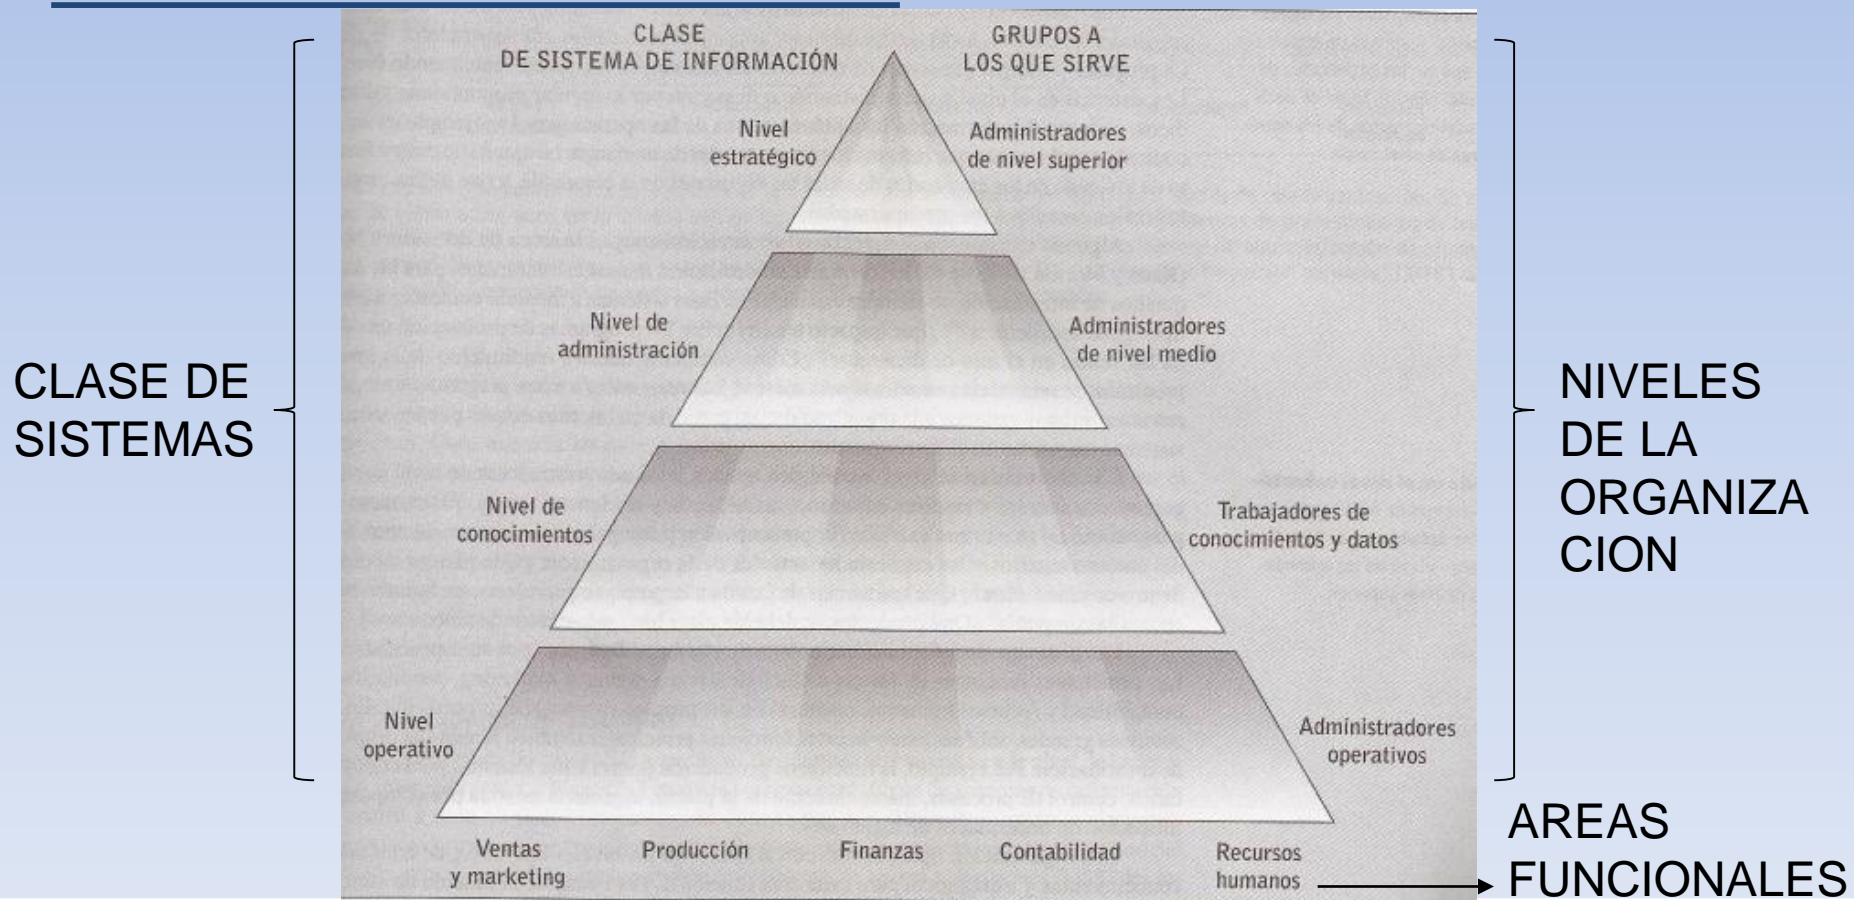 CLASE
DE SISTEMA DE INFORMACIÓN
GRUPOS A
LOS QUE SIRVE
Nivel
estratégico
Administradores
de nivel superior
Nivel de
administración
Administradores
de nivel medio
CLASE DE
SISTEMAS
NIVELES
DE LA
ORGANIZA
CION
Nivel de
conocimientos
Trabajadores de
conocimientos y datos
Nivel
operativo
Administradores
operativos
Ventas
y marketing
Producción
Finanzas
Contabilidad
Recursos
humanos
AREAS
FUNCIONALES